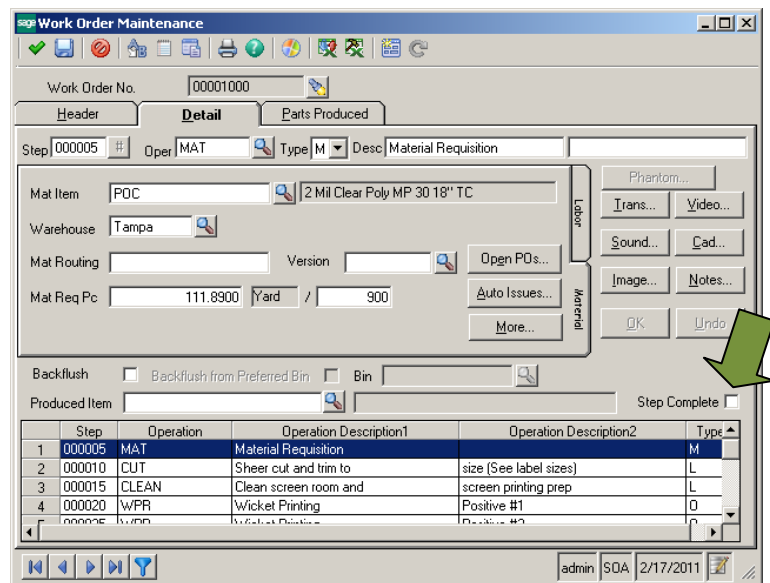 sage Work Order Maintenance
Work Order No. 00001000
Header Detail Parts Produced
Step 000005 # Oper MAT Type M Desc Material Requisition
Phantom...
Mat Item POC 2 Mil Clear Poly MP 30 18" TC
Labor
Trans... Video...
Warehouse Tampa
Sound... Cad...
Mat Routing Version Open POs...
Image... Notes...
Mat Req Pc 111.8900 Yard / 900 Auto Issues...
Material
More... OK Undo
Backflush Backflush from Preferred Bin Bin
Produced Item Step Complete
Step Operation Operation Description1 Operation Description2 Type
1 000005 MAT Material Requisition M
2 000010 CUT Sheer cut and trim to size (See label sizes) L
3 000015 CLEAN Clean screen room and screen printing prep L
4 000020 WPR Wicket Printing Positive #1 O
admin SOA 2/17/2011